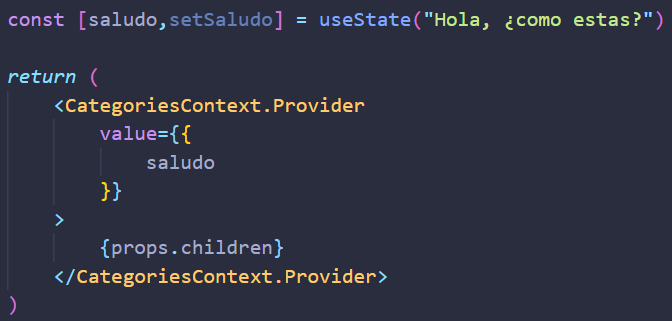 const [saludo,setSaludo] = useState("Hola, ¿como estas?")
return (
<CategoriesContext.Provider
value={{
saludo
}}
>
{props.children}
</CategoriesContext.Provider>
)